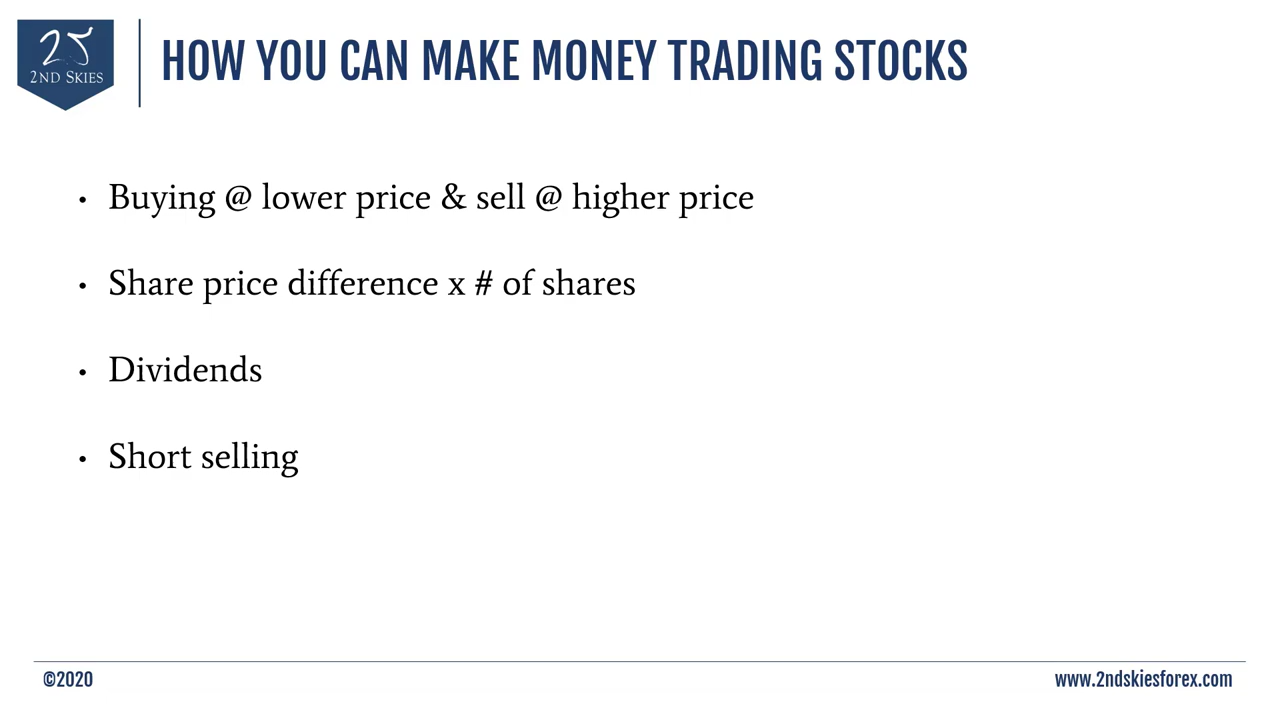 25
2ND SKIES
HOW YOU CAN MAKE MONEY TRADING STOCKS
• Buying @ lower price & sell @ higher price
• Share price difference x # of shares
• Dividends
• Short selling
©2020
www.2ndskiesforex.com